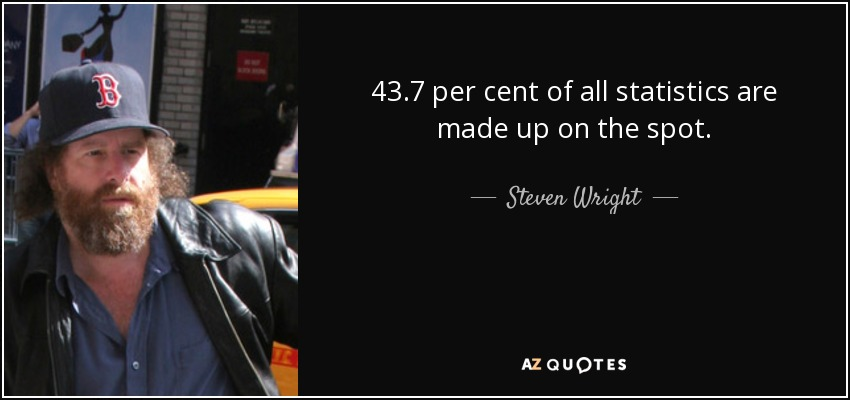 B
43.7 per cent of all statistics are
made up on the spot.
Steven Wright
AZ QUOTES